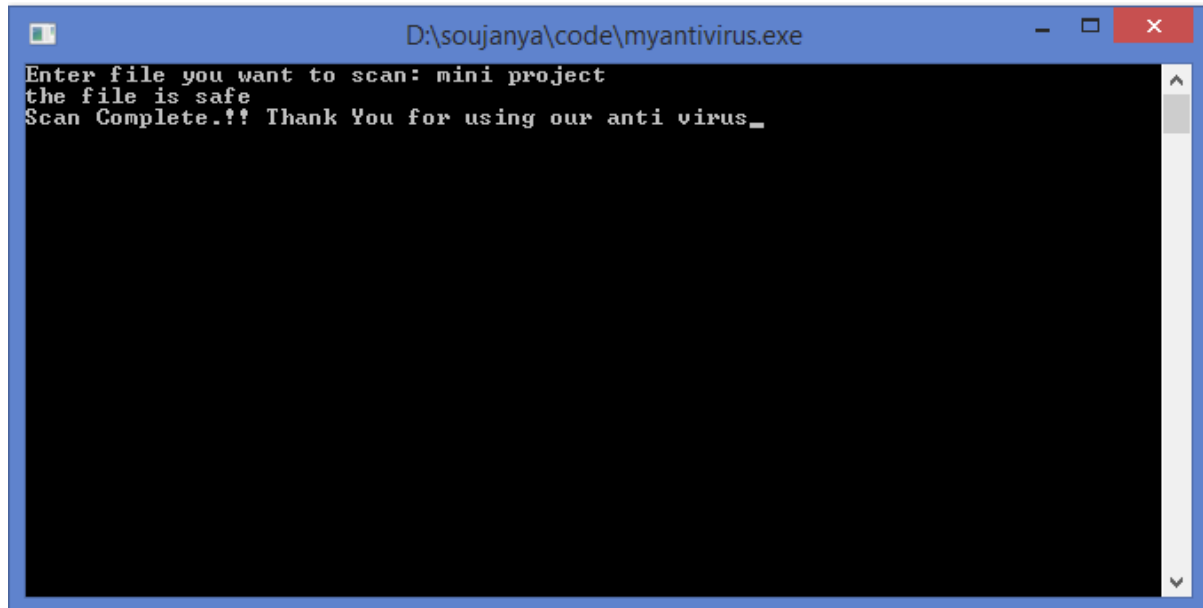 D:\soujanya\code\myantivirus.exe
Enter file you want to scan: mini project
the file is safe
Scan Complete.!! Thank You for using our anti virus_